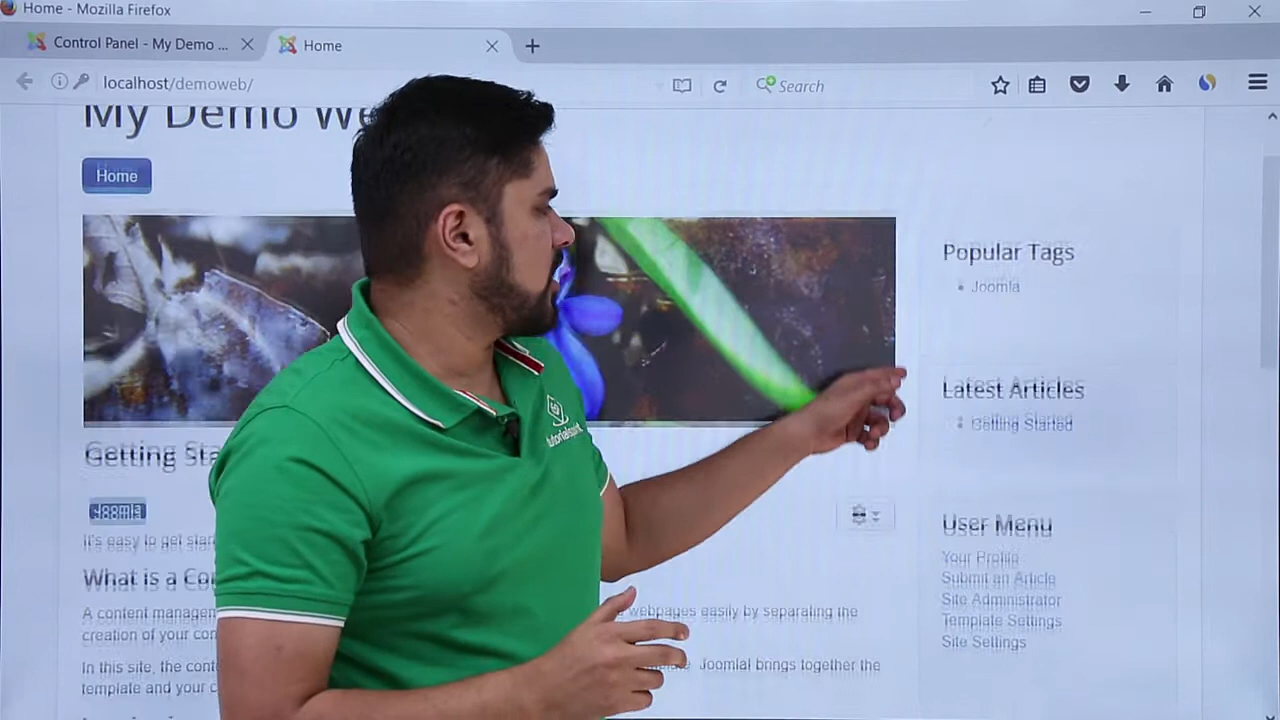 Home - Mozilla Firefox
Control Panel - My Demo ...
Home
localhost/demoweb/
Search
My Demo We
Home
Popular Tags
Joomla
Latest Articles
Getting Started
Getting Sta
tutorialspoint
User Menu
Joomla
Your Profile
It's easy to get star
Submit an Article
What is a Co
Site Administrator
A content managem
webpages easily by separating the
Template Settings
creation of your con
Site Settings
In this site, the cont
Joomla! brings together the
template and your c